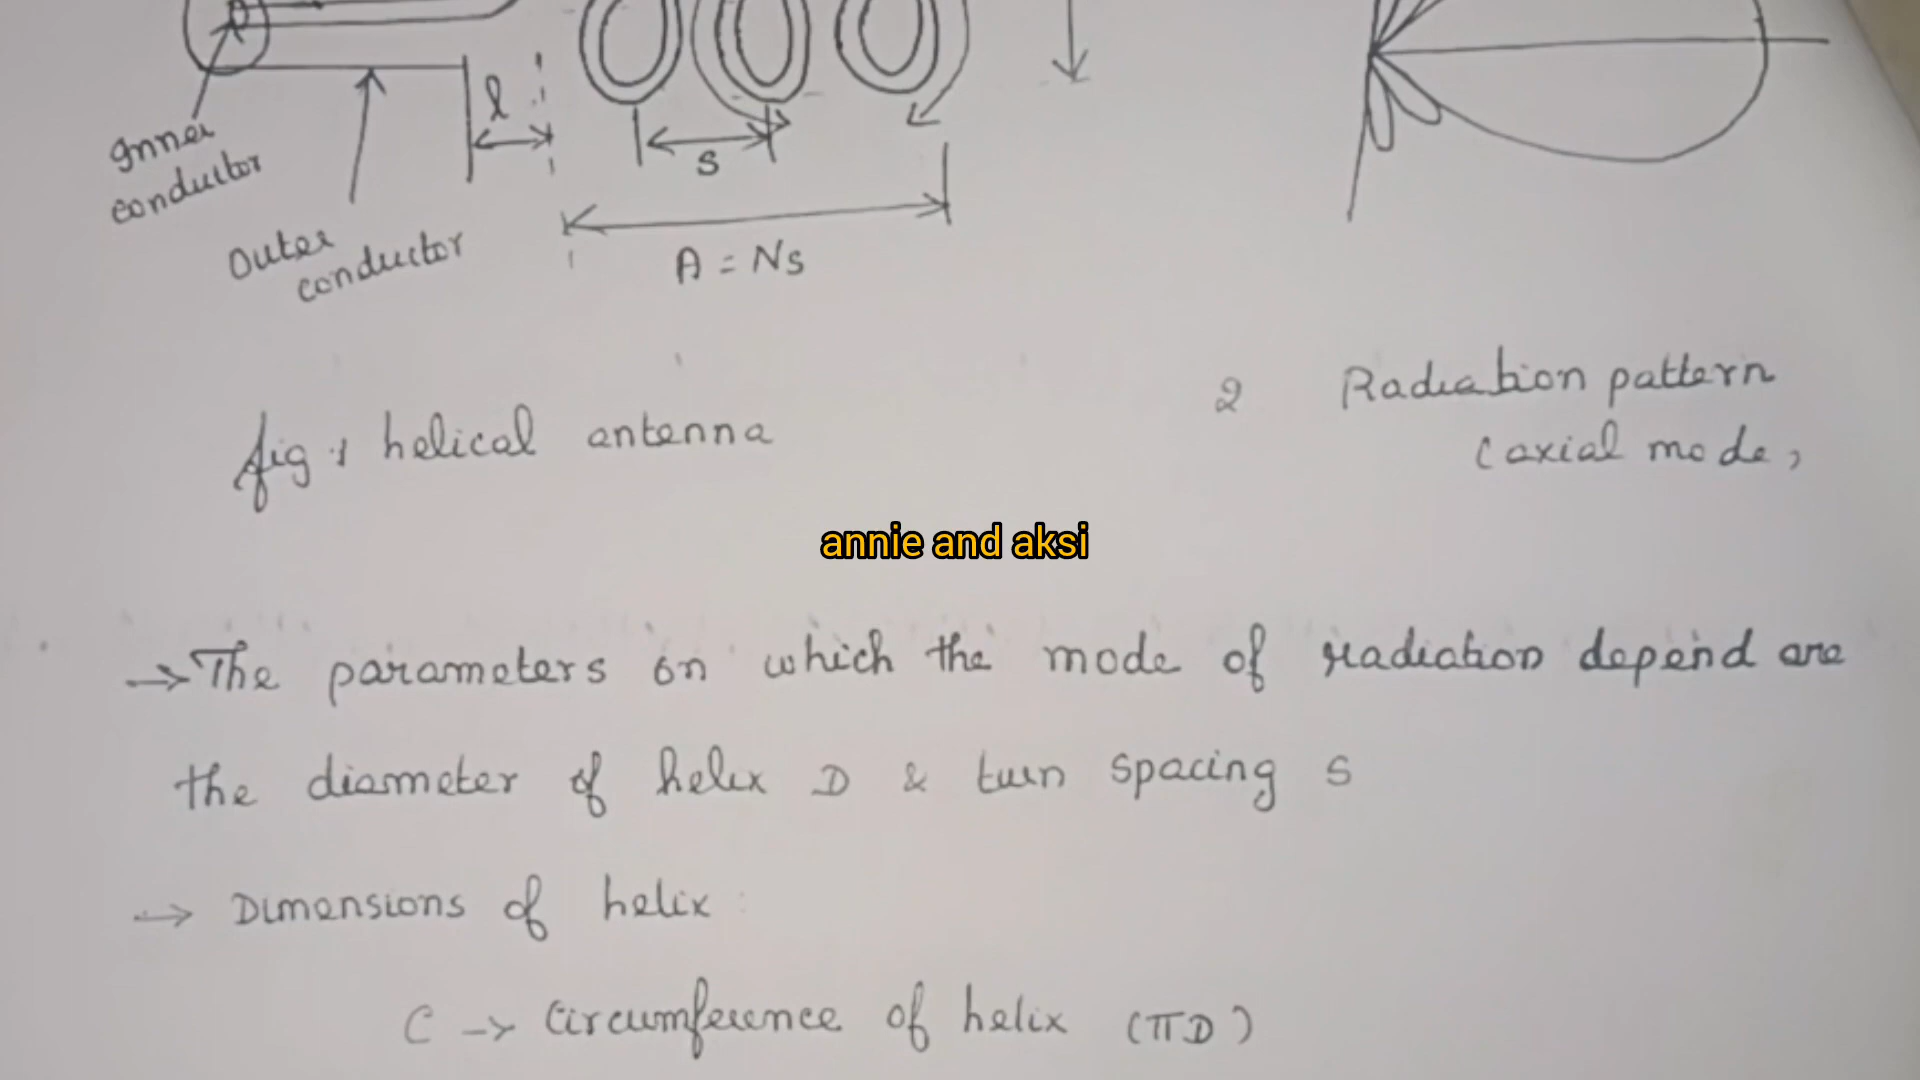 l
Inner
conductor
S
Outer
conductor
A = NS
2 Radiation pattern
(axial mode)
fig 1 helical antenna
annie and aksi
→ The parameters on which the mode of radiation depend are
the diameter of helix D & turn spacing S
→ Dimensions of helix:
C → circumference of helix (πD)